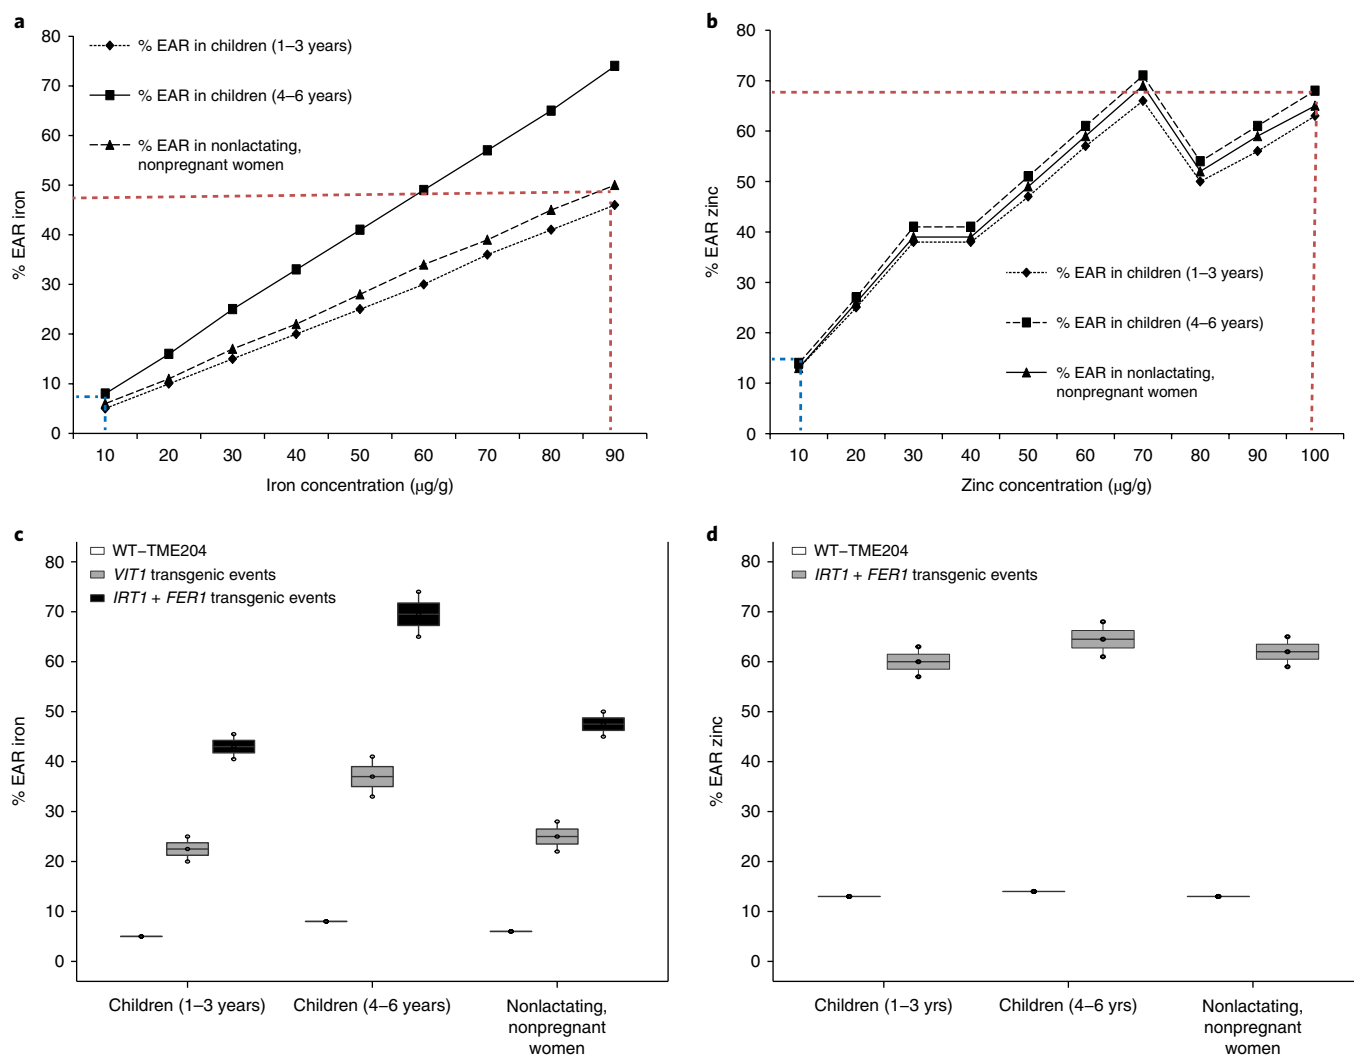 a
80
70
60
50
40
30
20
10
0
% EAR iron
% EAR in children (1–3 years)
% EAR in children (4–6 years)
% EAR in nonlactating,
nonpregnant women
10 20 30 40 50 60 70 80 90
Iron concentration (μg/g)
b
80
70
60
50
40
30
20
10
0
% EAR zinc
% EAR in children (1–3 years)
% EAR in children (4–6 years)
% EAR in nonlactating,
nonpregnant women
10 20 30 40 50 60 70 80 90 100
Zinc concentration (μg/g)
c
WT–TME204
VIT1 transgenic events
IRT1 + FER1 transgenic events
80
70
60
50
40
30
20
10
0
% EAR iron
Children (1–3 years) Children (4–6 years) Nonlactating,
nonpregnant
women
d
WT–TME204
IRT1 + FER1 transgenic events
80
70
60
50
40
30
20
10
0
% EAR zinc
Children (1–3 yrs) Children (4–6 yrs) Nonlactating,
nonpregnant
women